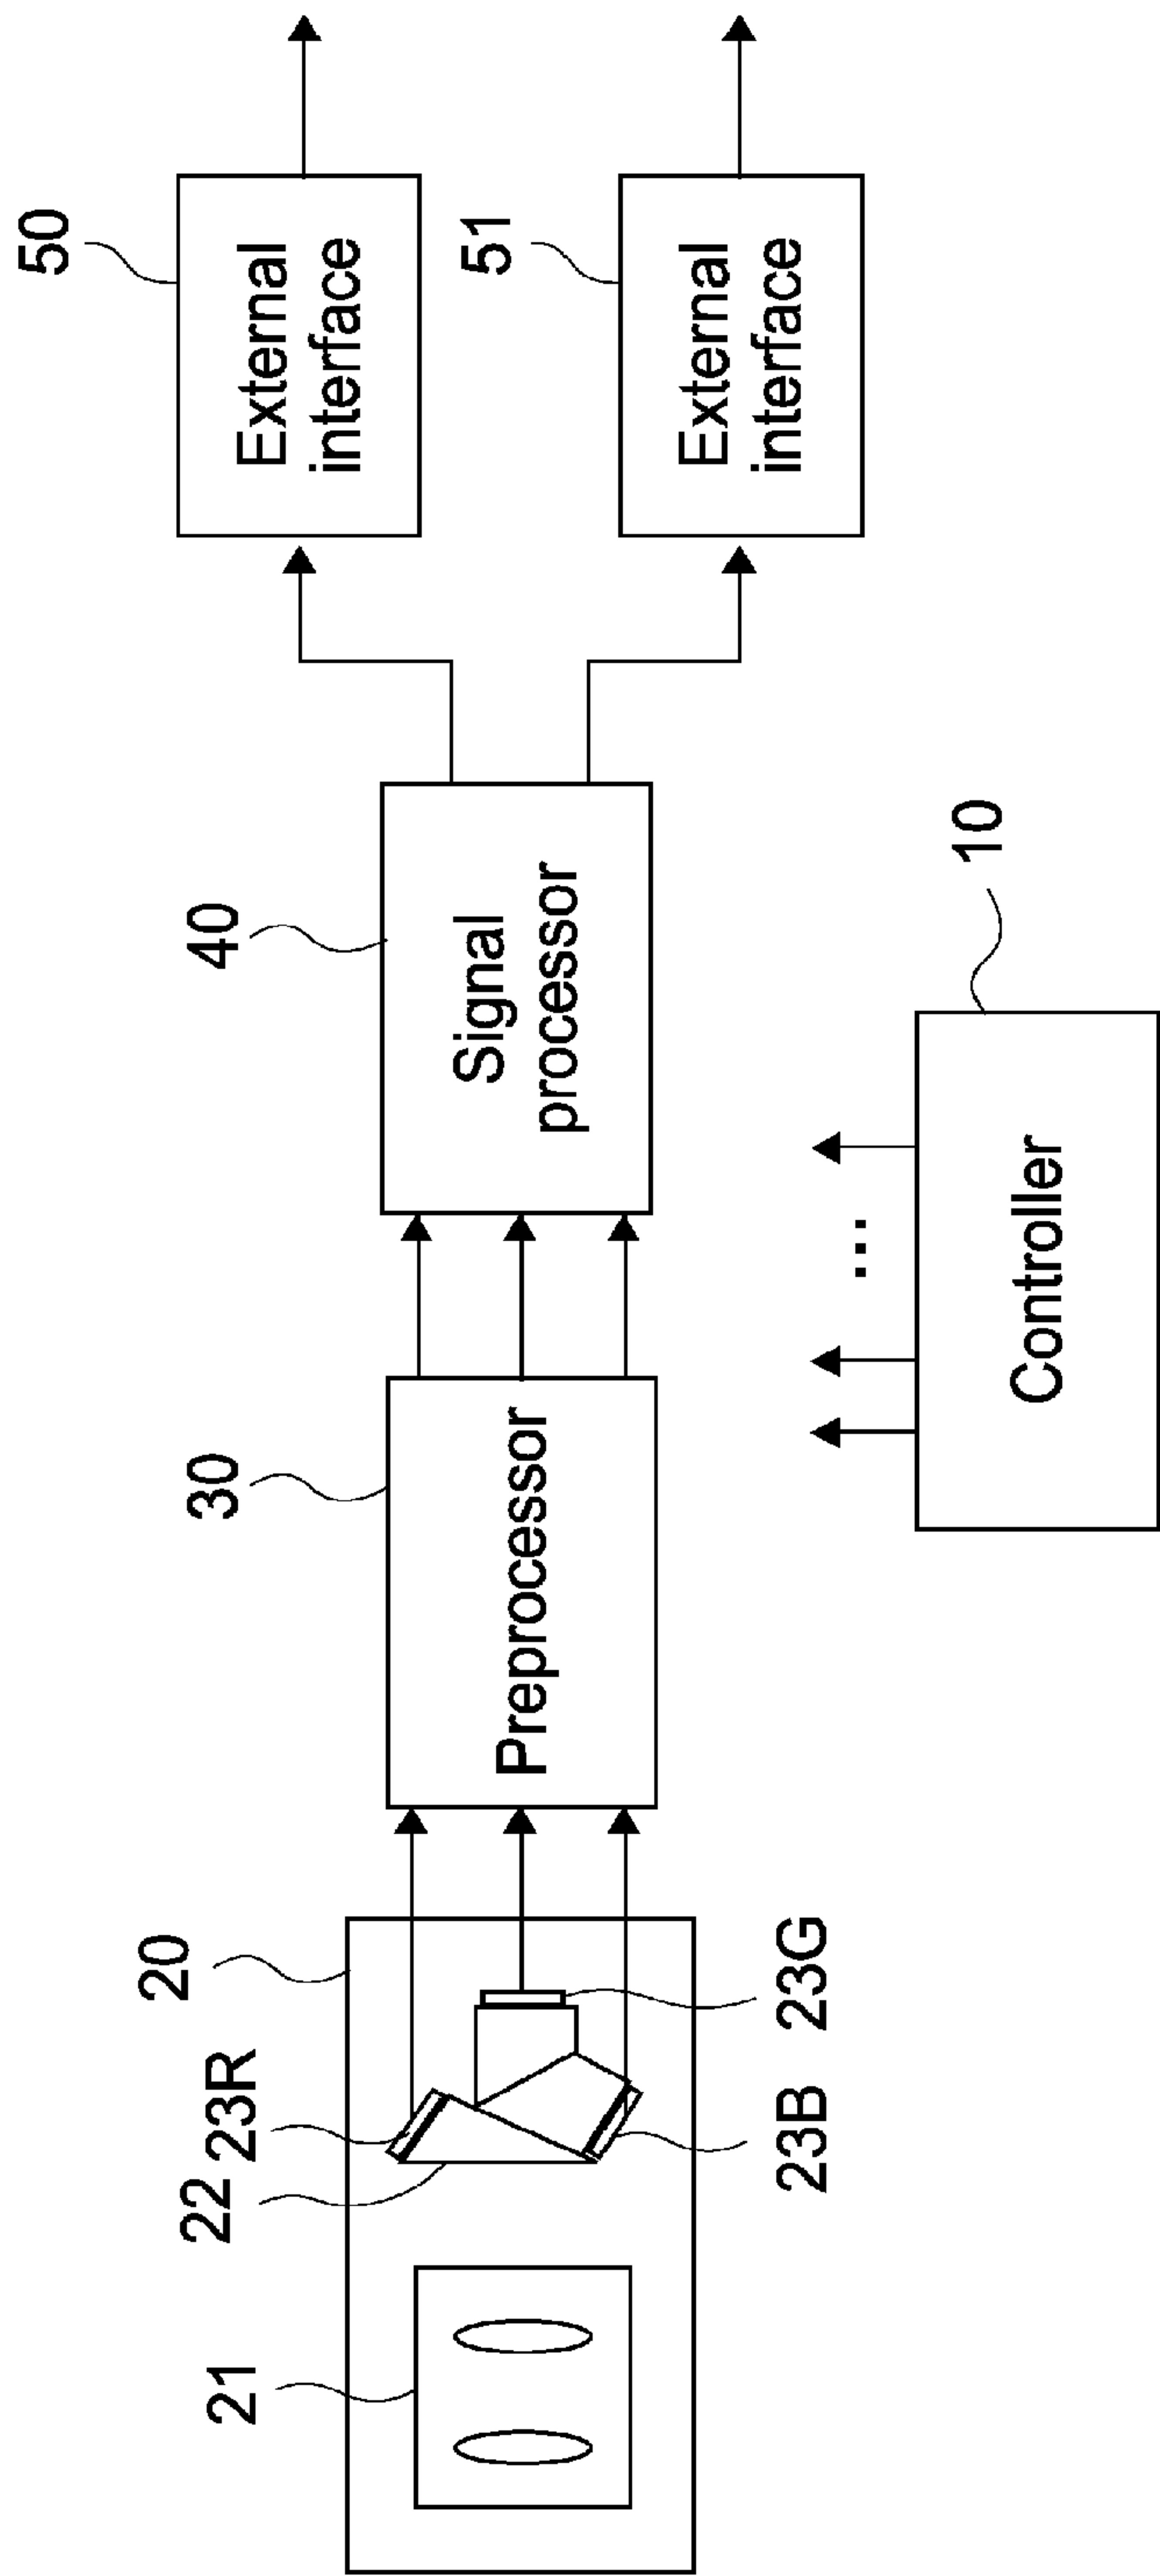 50
External
interface
51
External
interface
40
Signal
processor
30
Preprocessor
10
Controller
20
21
22
23R
23G
23B
...